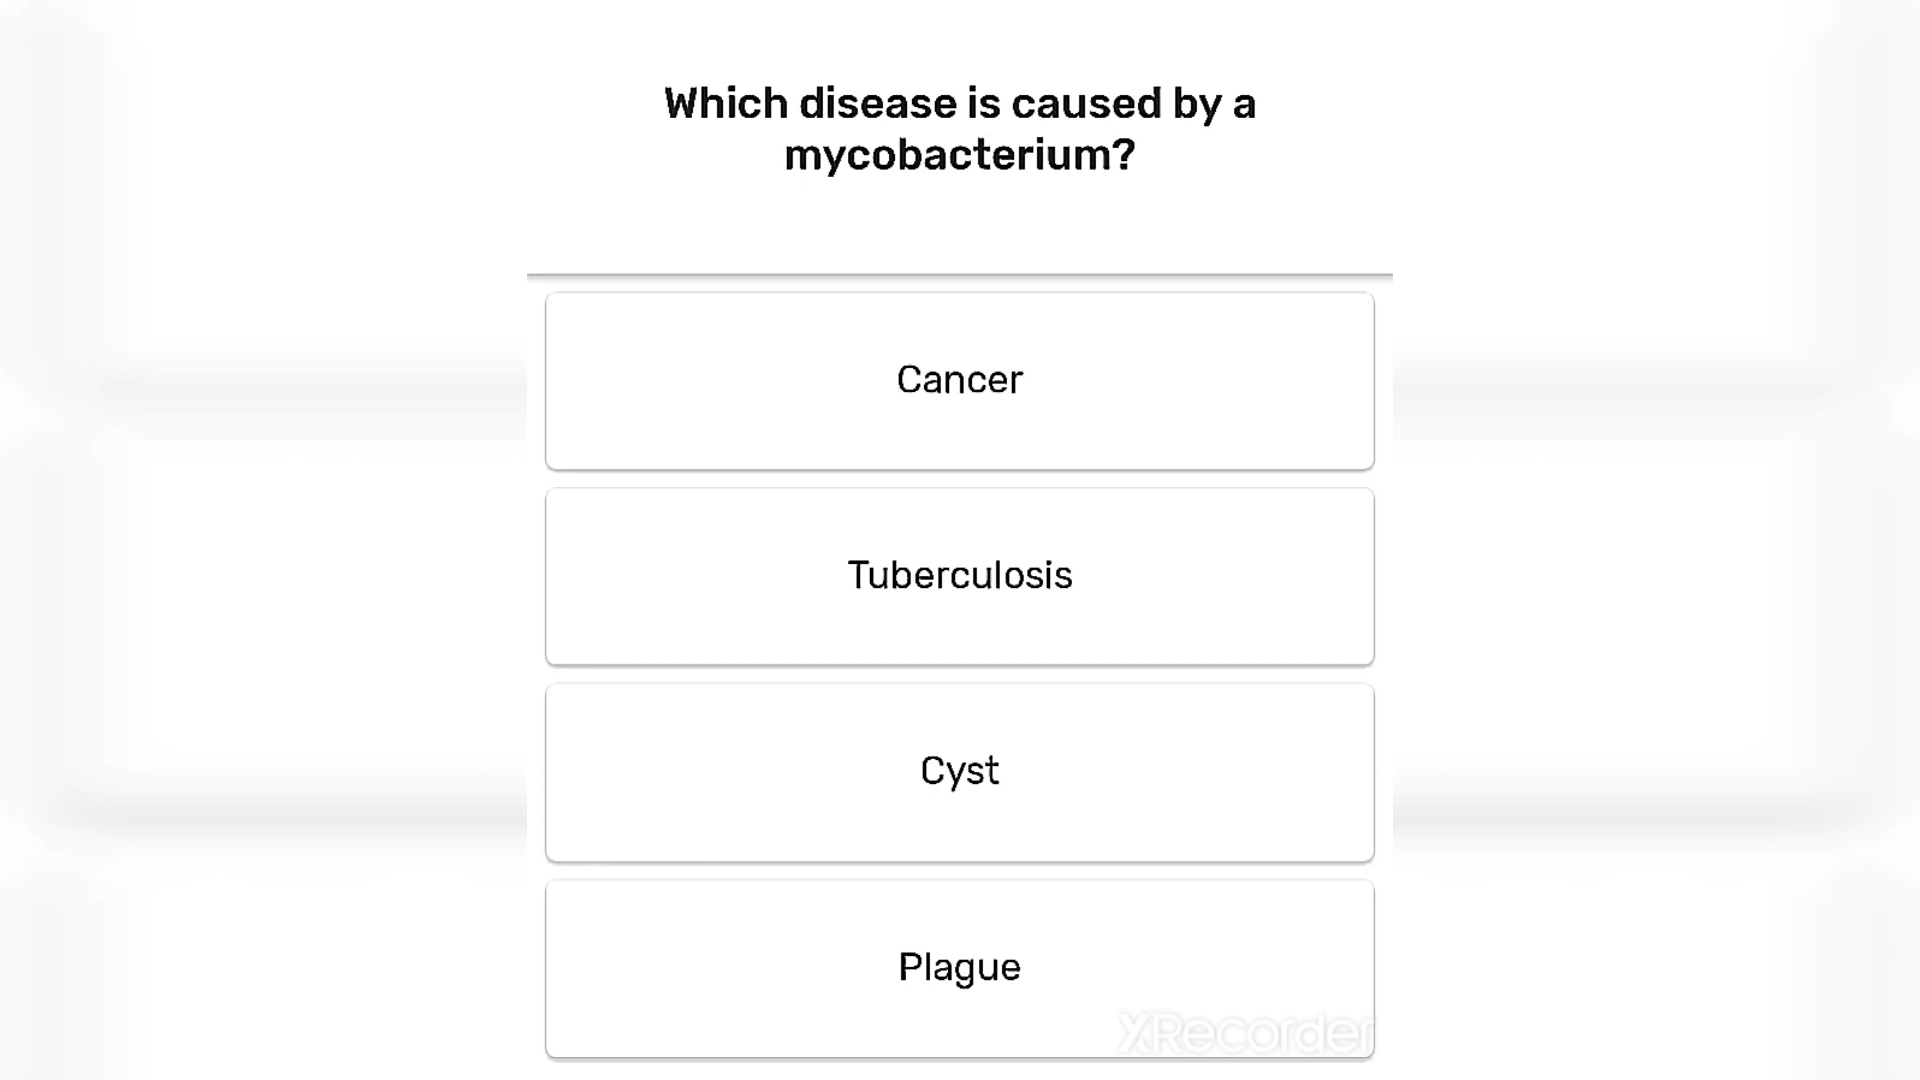 Which disease is caused by a
mycobacterium?
Cancer
Tuberculosis
Cyst
Plague
XRecorder